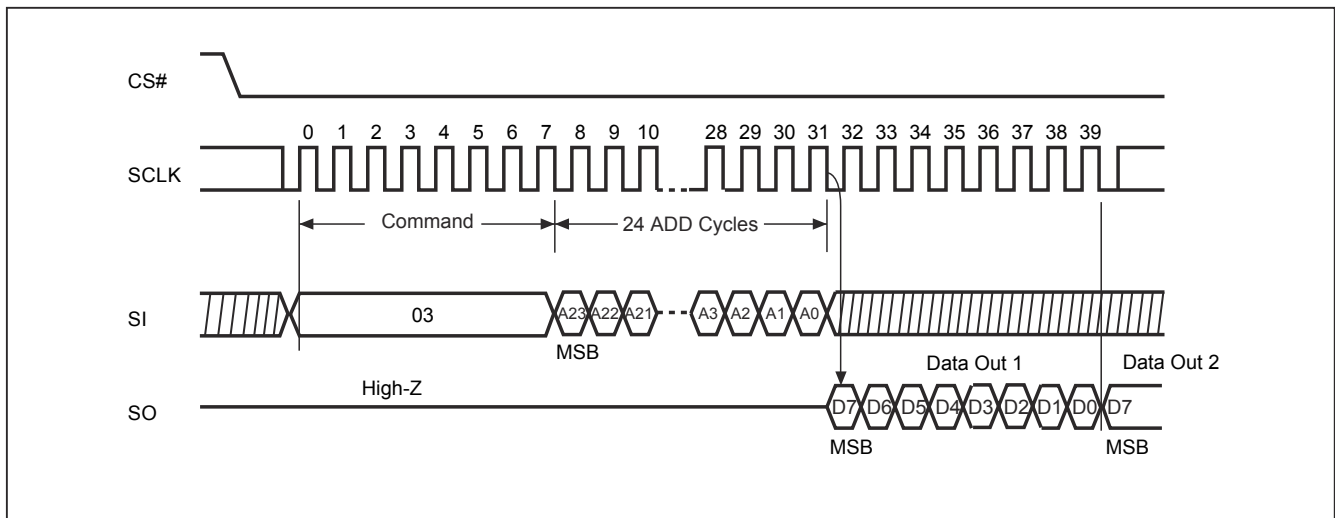 CS#
0 1 2 3 4 5 6 7 8 9 10 28 29 30 31 32 33 34 35 36 37 38 39
SCLK
Command 24 ADD Cycles
SI 03 A23 A22 A21 A3 A2 A1 A0
MSB
Data Out 1 Data Out 2
High-Z
SO D7 D6 D5 D4 D3 D2 D1 D0 D7
MSB MSB